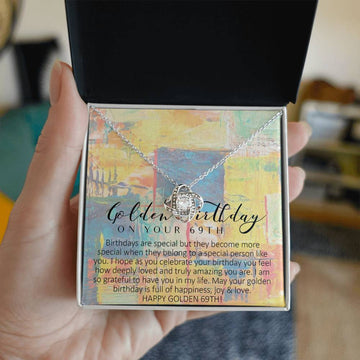 Golden Birthday
ON YOUR 69TH
Birthdays are special but they become more
special when they belong to a special person like
you. I hope as you celebrate your birthday you feel
how deeply loved and truly amazing you are. I am
so grateful to have you in my life. May your golden
birthday is full of happiness, joy & love.
HAPPY GOLDEN 69TH!